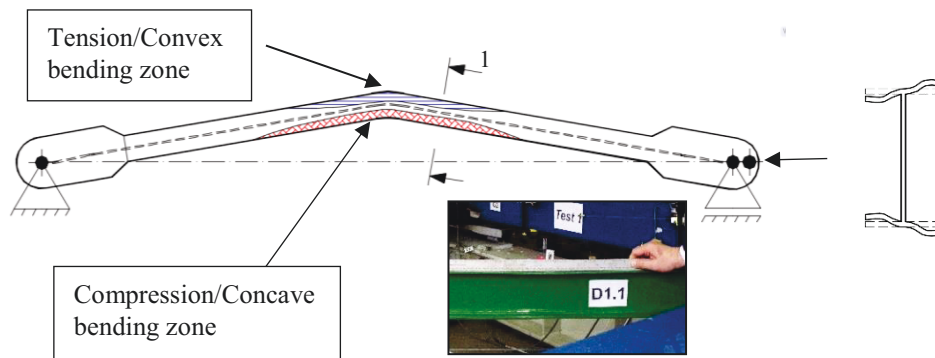 Tension/Convex
bending zone
1
Test 1
D1.1
Compression/Concave
bending zone